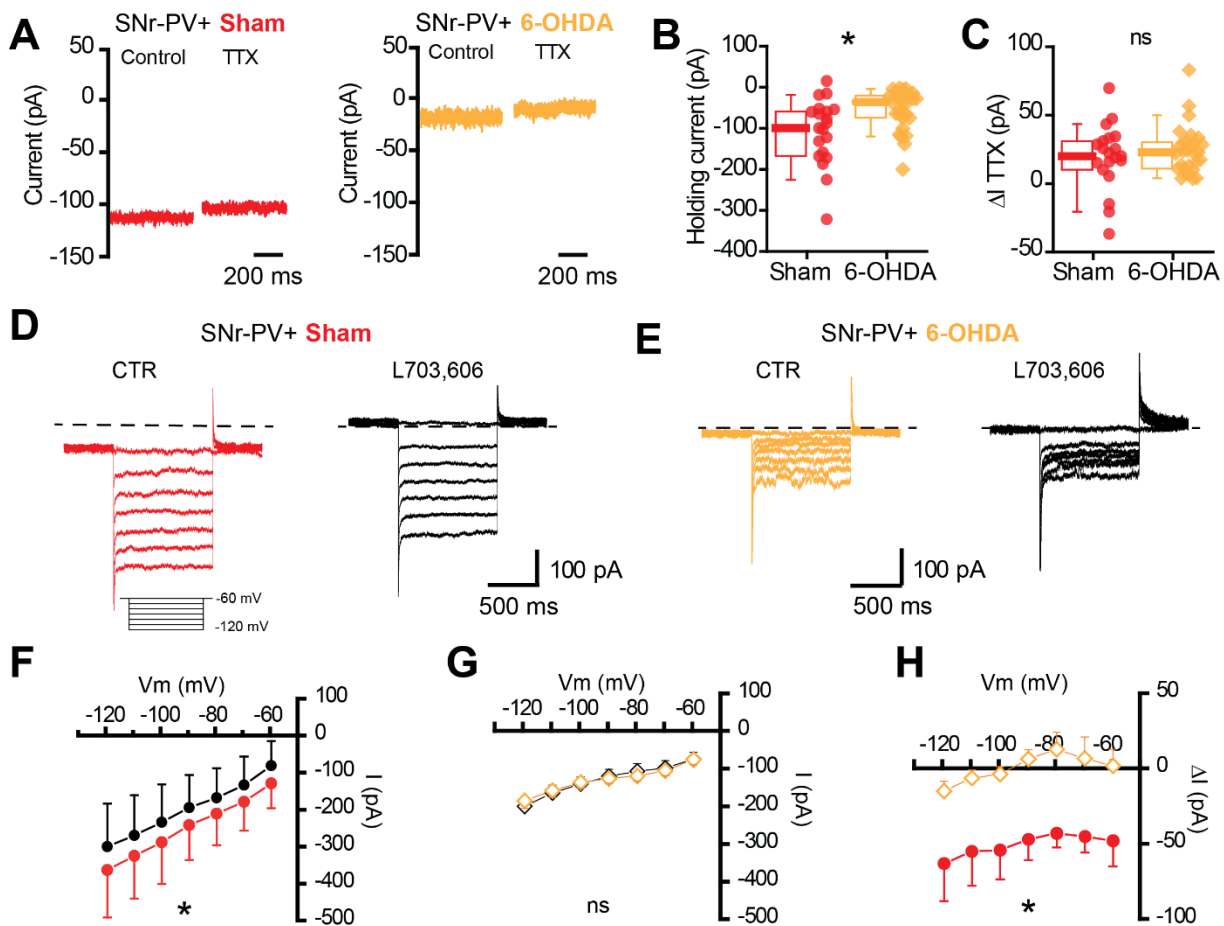 A
SNr-PV+ Sham
Control TTX
Current (pA)
50
0
-50
-100
-150
200 ms
SNr-PV+ 6-OHDA
Control TTX
Current (pA)
50
0
-50
-100
-150
200 ms
B
*
Holding current (pA)
100
0
-100
-200
-300
-400
Sham 6-OHDA
C
ns
ΔI TTX (pA)
100
50
0
-50
Sham 6-OHDA
D
SNr-PV+ Sham
CTR
L703,606
-60 mV
-120 mV
100 pA
500 ms
E
SNr-PV+ 6-OHDA
CTR
L703,606
100 pA
500 ms
F
Vm (mV)
-120 -100 -80 -60
100
0
-100
-200
-300
-400
-500
I (pA)
*
G
Vm (mV)
-120 -100 -80 -60
100
0
-100
-200
-300
-400
-500
I (pA)
ns
H
Vm (mV)
-120 -100 -80 -60
50
0
-50
-100
ΔI (pA)
*